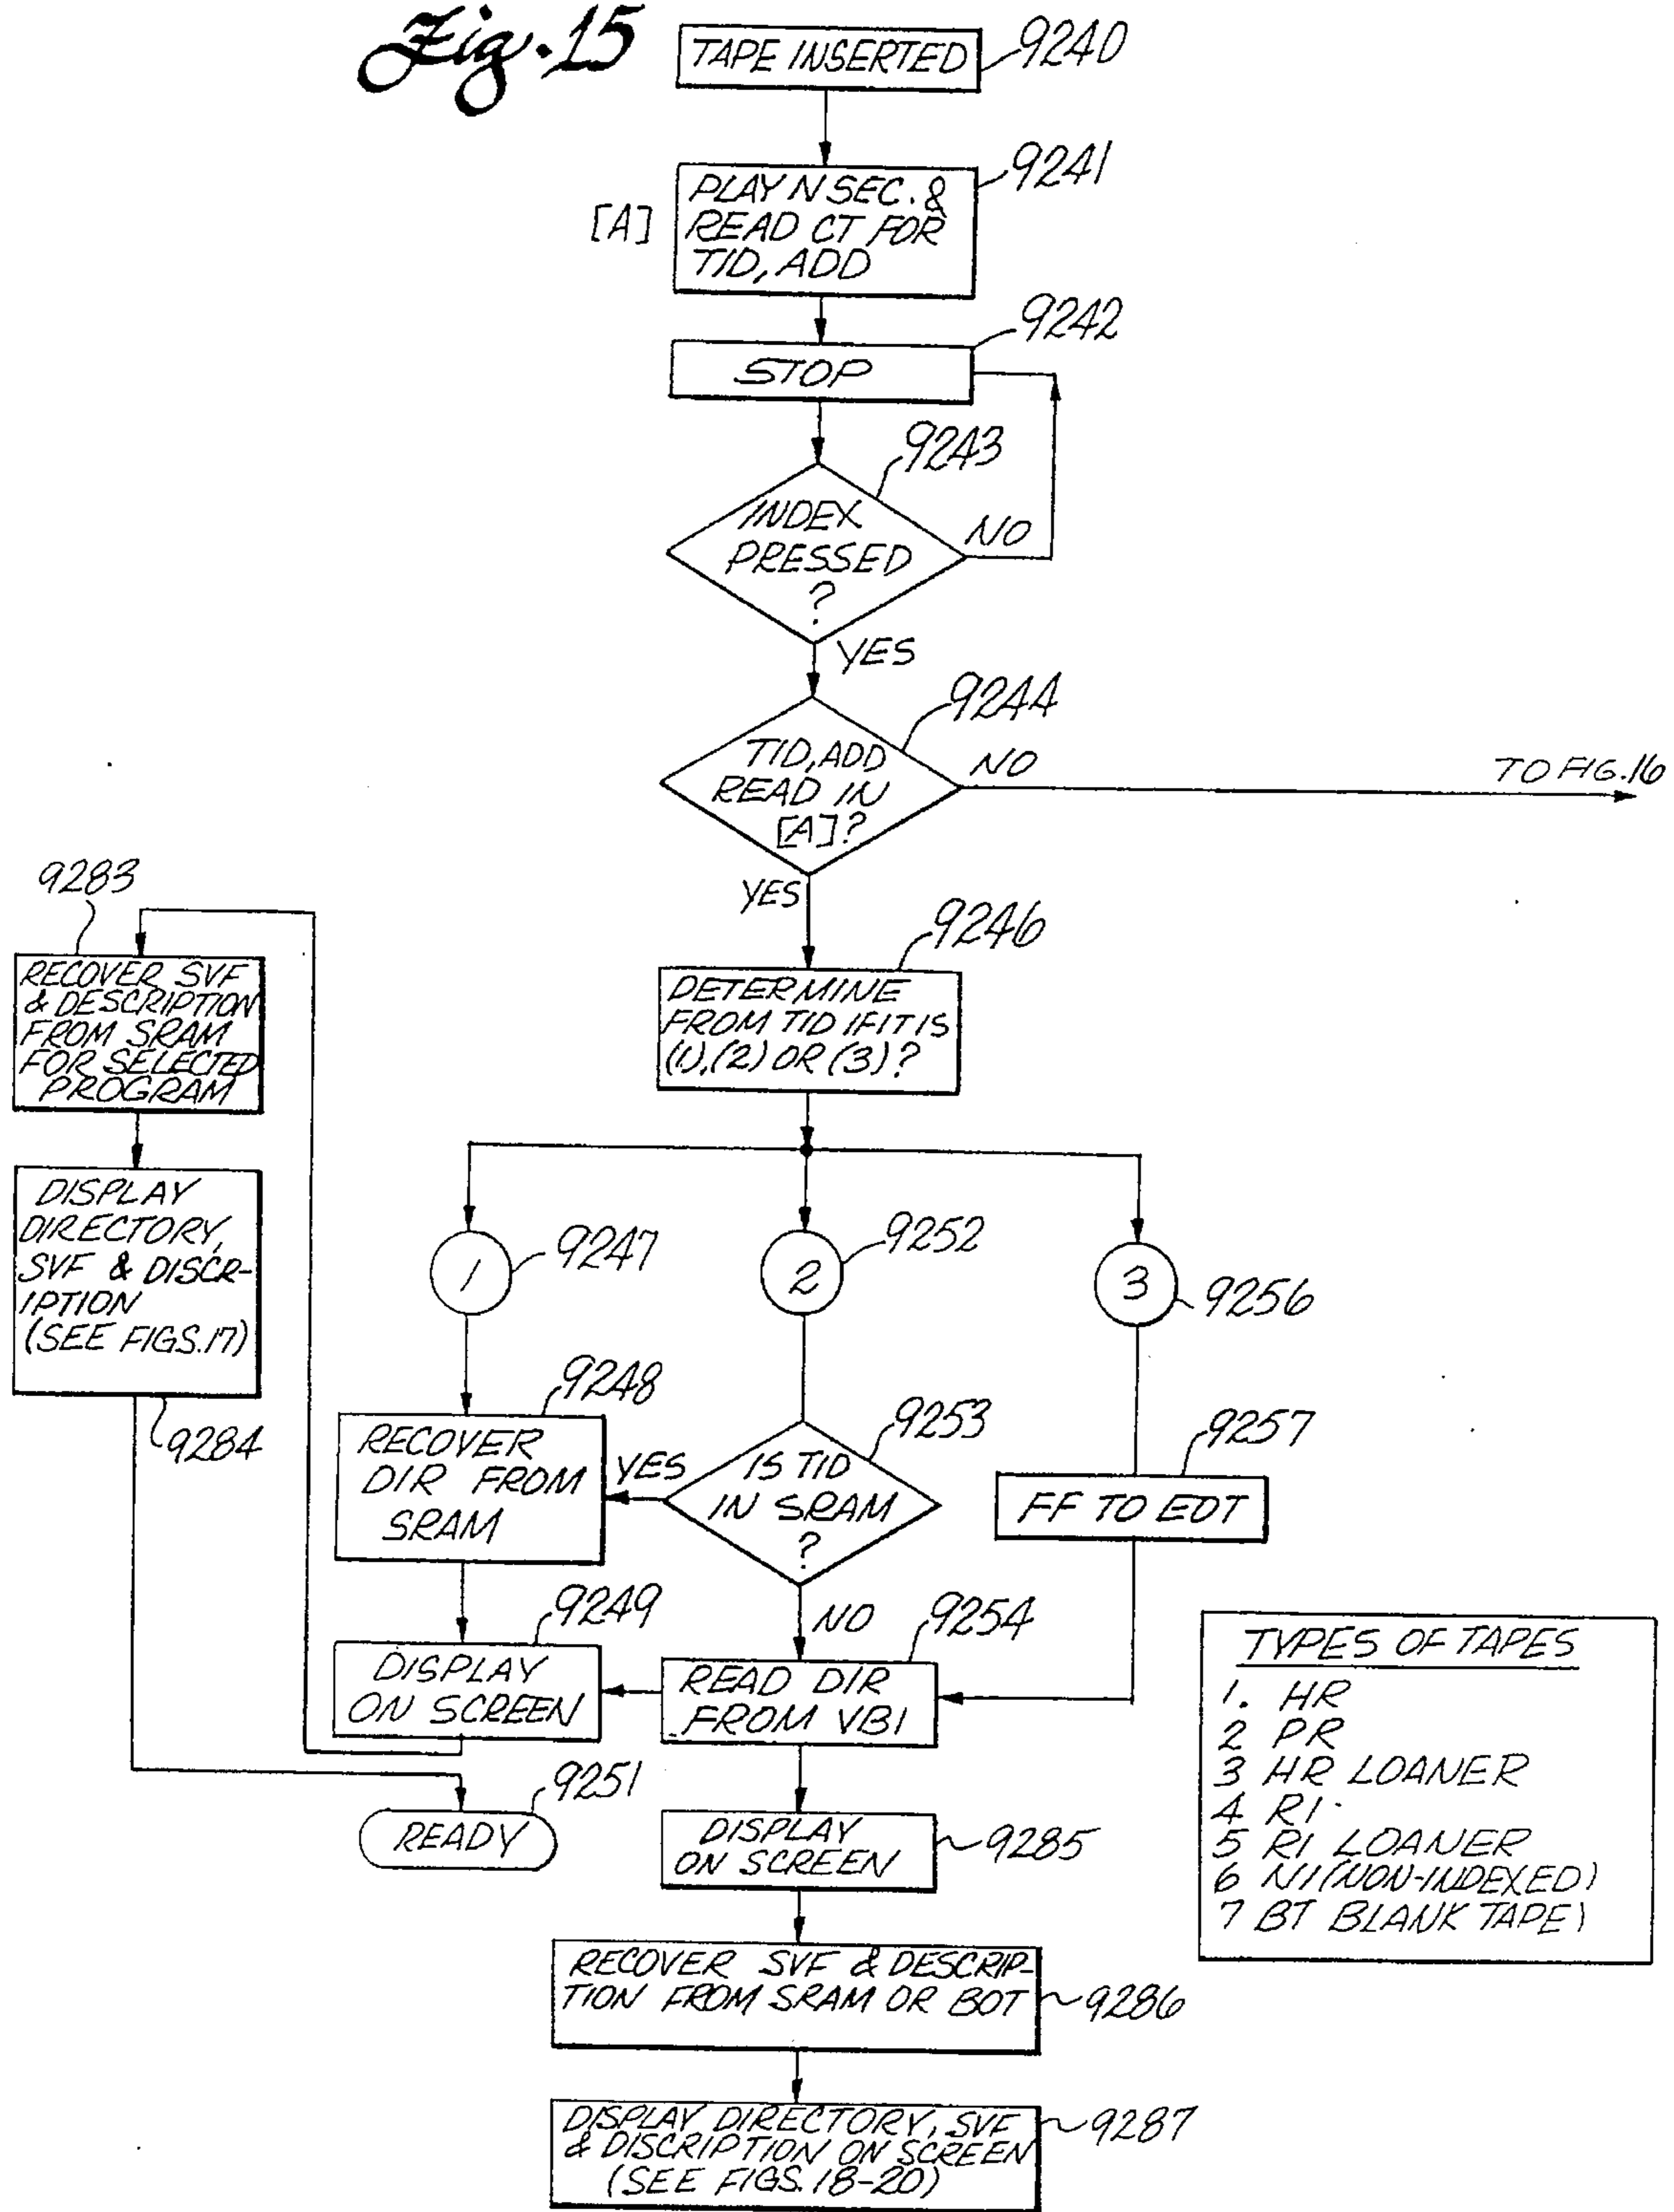 Fig. 15
TAPE INSERTED
9240
[A]
PLAY N SEC. &
READ CT FOR
TID, ADD
9241
STOP
9242
INDEX
PRESSED
?
9243
NO
YES
TID, ADD
READ IN
[A]?
9244
NO
TO FIG. 16
YES
DETERMINE
FROM TID IF IT IS
(1), (2) OR (3)?
9246
9283
RECOVER SVF
& DESCRIPTION
FROM SRAM
FOR SELECTED
PROGRAM
DISPLAY
DIRECTORY,
SVF & DISCR-
IPTION
(SEE FIGS. 17)
9284
1
9247
2
9252
3
9256
RECOVER
DIR FROM
SRAM
9248
YES
IS TID
IN SRAM
?
9253
FF TO EOT
9257
NO
DISPLAY
ON SCREEN
9249
READ DIR
FROM VBI
9254
READY
9251
DISPLAY
ON SCREEN
9285
RECOVER SVF & DESCRIP-
TION FROM SRAM OR BOT
9286
DISPLAY DIRECTORY, SVF
& DISCRIPTION ON SCREEN
(SEE FIGS. 18-20)
9287
TYPES OF TAPES
1. HR
2 PR
3 HR LOANER
4 RI
5 RI LOANER
6 NI (NON-INDEXED)
7 BT BLANK TAPE)